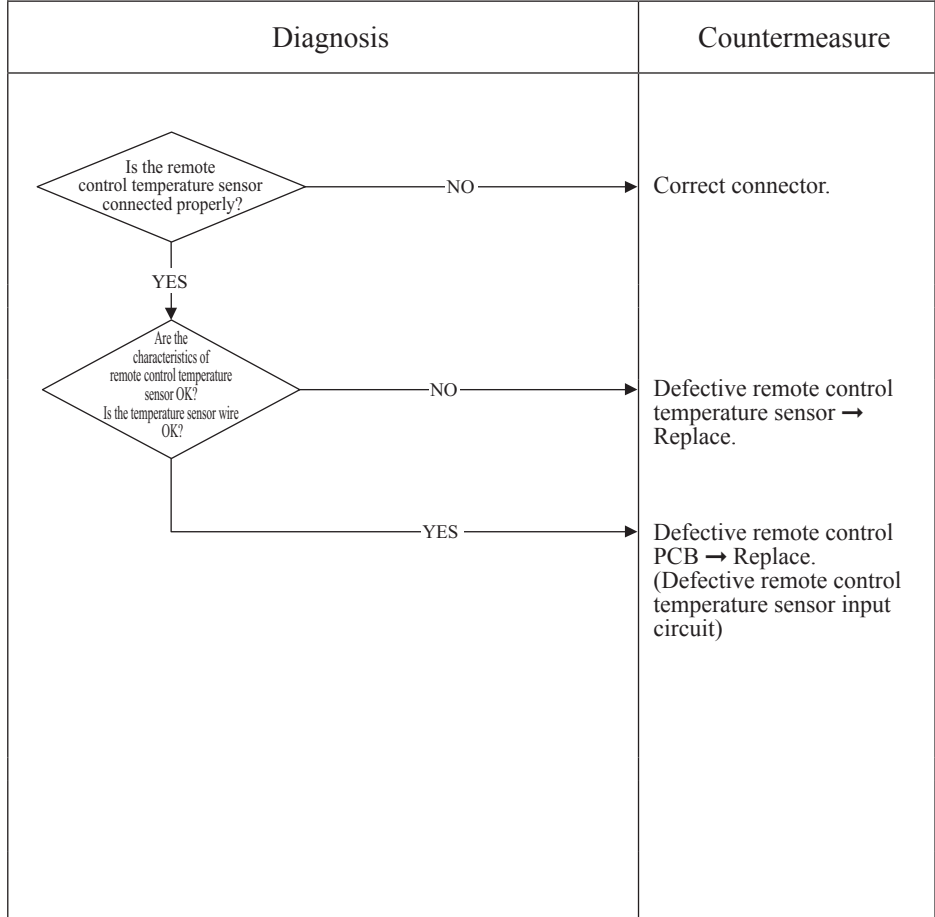 Diagnosis
Countermeasure
Is the remote
control temperature sensor
connected properly?
NO
Correct connector.
YES
Are the
characteristics of
remote control temperature
sensor OK?
Is the temperature sensor wire
OK?
NO
Defective remote control
temperature sensor ➞
Replace.
YES
Defective remote control
PCB ➞ Replace.
(Defective remote control
temperature sensor input
circuit)